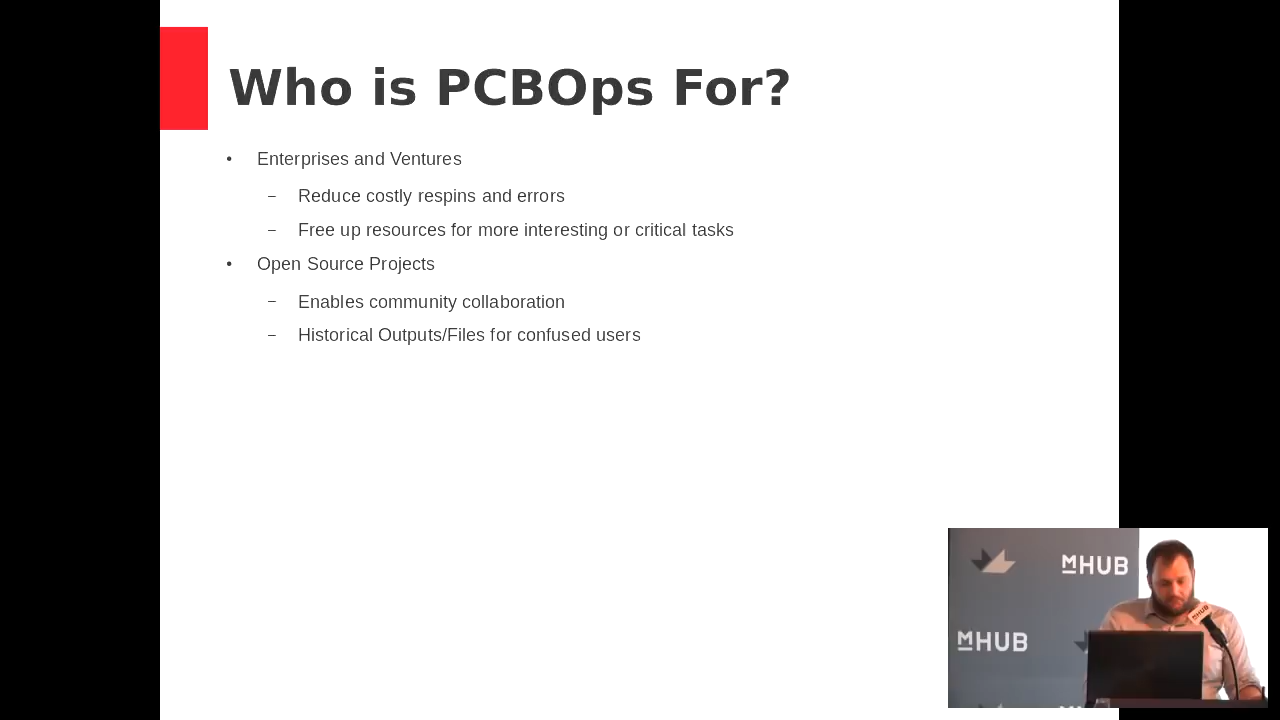 Who is PCBOps For?
• Enterprises and Ventures
– Reduce costly respins and errors
– Free up resources for more interesting or critical tasks
• Open Source Projects
– Enables community collaboration
– Historical Outputs/Files for confused users
MHUB
MHUB
MHUB